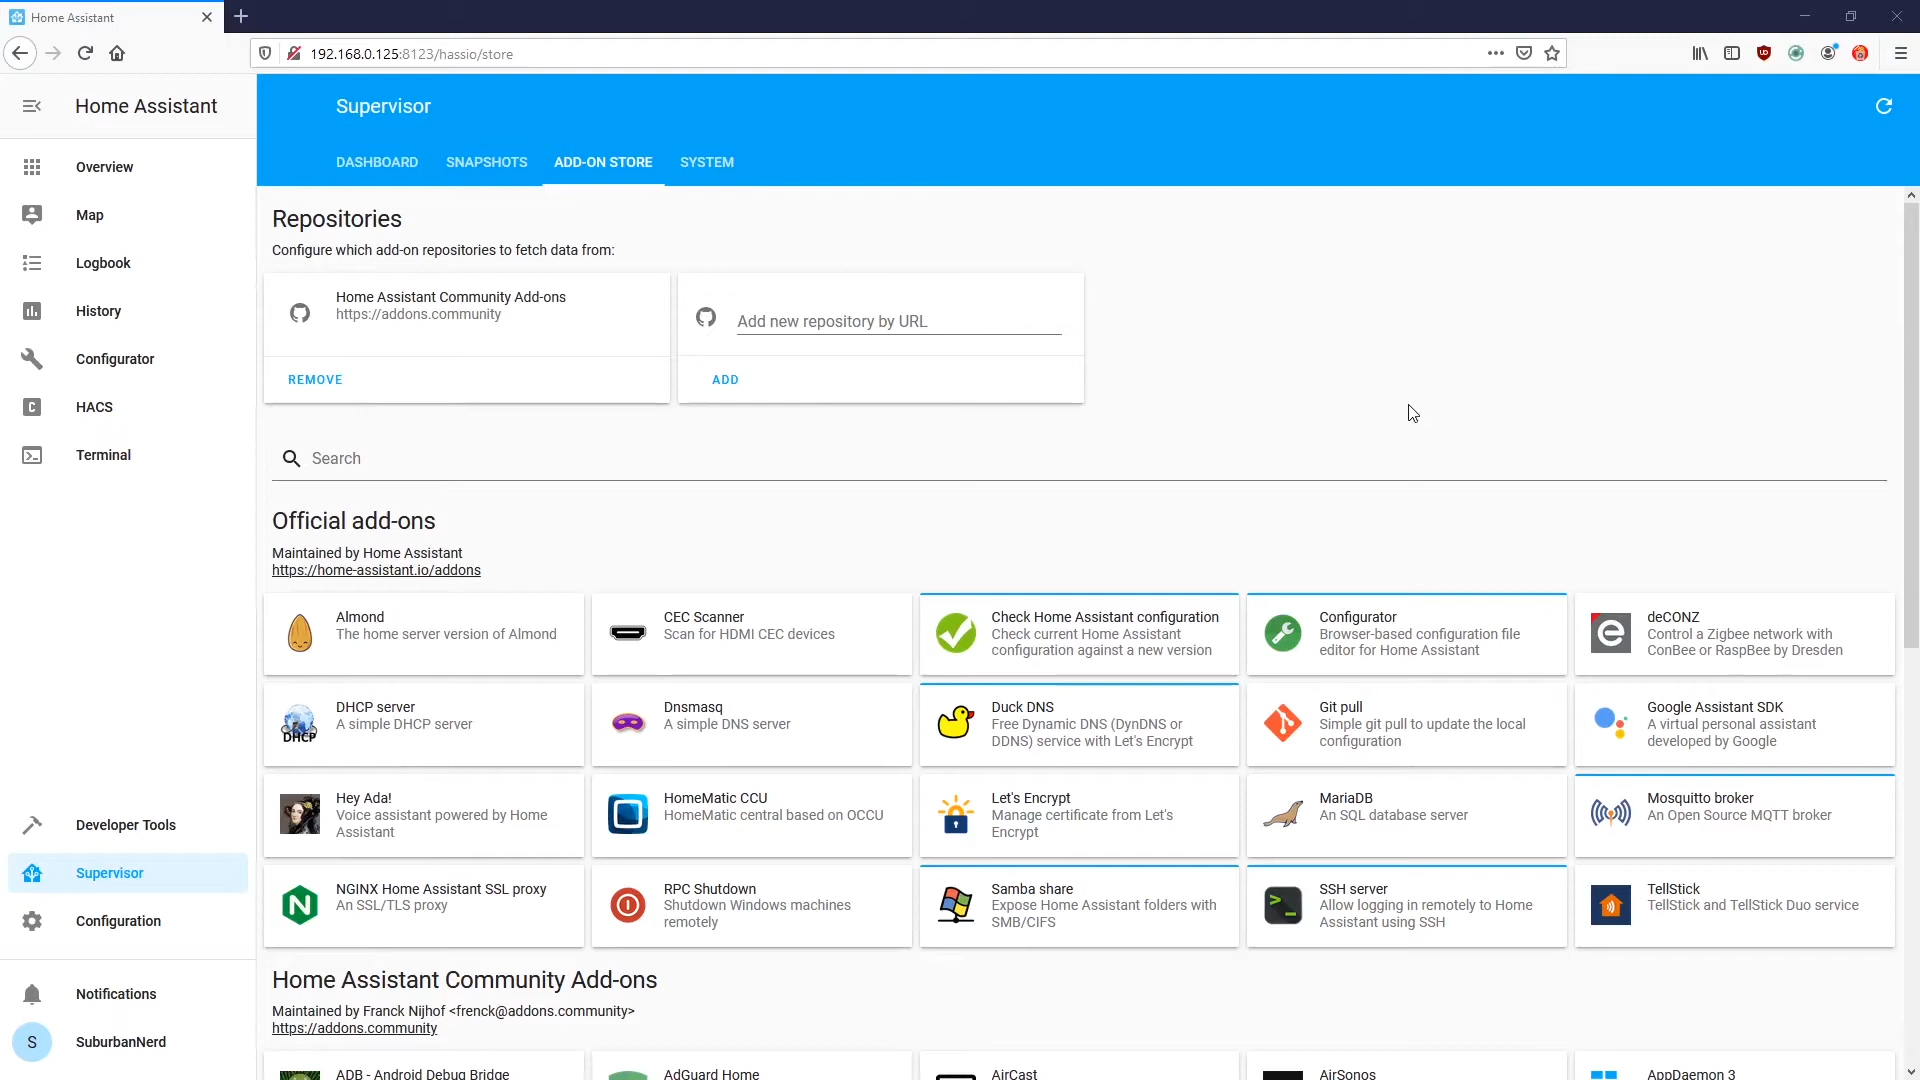 Home Assistant
192.168.0.125:8123/hassio/store
Home Assistant
Supervisor
DASHBOARD
SNAPSHOTS
ADD-ON STORE
SYSTEM
Overview
Map
Logbook
History
Configurator
HACS
Terminal
Developer Tools
Supervisor
Configuration
Notifications
S
SuburbanNerd
Repositories
Configure which add-on repositories to fetch data from:
Home Assistant Community Add-ons
https://addons.community
REMOVE
Add new repository by URL
ADD
Search
Official add-ons
Maintained by Home Assistant
https://home-assistant.io/addons
Almond
The home server version of Almond
CEC Scanner
Scan for HDMI CEC devices
Check Home Assistant configuration
Check current Home Assistant
configuration against a new version
Configurator
Browser-based configuration file
editor for Home Assistant
deCONZ
Control a Zigbee network with
ConBee or RaspBee by Dresden
DHCP
DHCP server
A simple DHCP server
Dnsmasq
A simple DNS server
Duck DNS
Free Dynamic DNS (DynDNS or
DDNS) service with Let's Encrypt
Git pull
Simple git pull to update the local
configuration
Google Assistant SDK
A virtual personal assistant
developed by Google
Hey Ada!
Voice assistant powered by Home
Assistant
HomeMatic CCU
HomeMatic central based on OCCU
Let's Encrypt
Manage certificate from Let's
Encrypt
MariaDB
An SQL database server
Mosquitto broker
An Open Source MQTT broker
N
NGINX Home Assistant SSL proxy
An SSL/TLS proxy
RPC Shutdown
Shutdown Windows machines
remotely
Samba share
Expose Home Assistant folders with
SMB/CIFS
SSH server
Allow logging in remotely to Home
Assistant using SSH
TellStick
TellStick and TellStick Duo service
Home Assistant Community Add-ons
Maintained by Franck Nijhof <frenck@addons.community>
https://addons.community
ADB - Android Debug Bridge
AdGuard Home
AirCast
AirSonos
AppDaemon 3